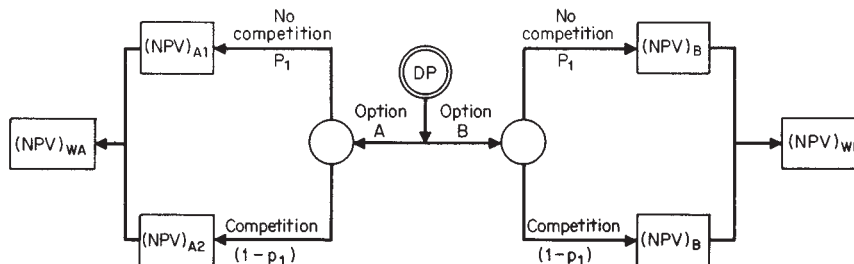 No
competition
P₁
(NPV)A1
DP
No
competition
P₁
(NPV)B
Option
A
Option
B
(NPV)WA
(NPV)W
(NPV)A2
Competition
(1-p₁)
Competition
(1-p₁)
(NPV)B